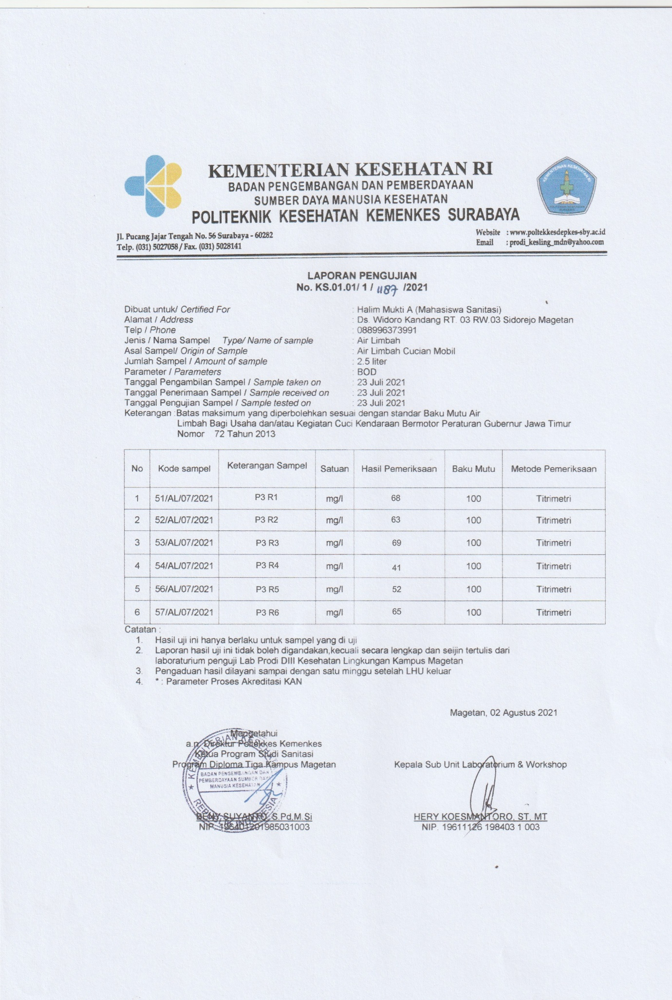 KEMENTERIAN KESEHATAN RI
BADAN PENGEMBANGAN DAN PEMBERDAYAAN
SUMBER DAYA MANUSIA KESEHATAN
POLITEKNIK KESEHATAN KEMENKES SURABAYA
KEMENTERIAN KESEHATAN RI
Jl. Pucang Jajar Tengah No. 56 Surabaya - 60282
Telp. (031) 5027058 / Fax. (031) 5028141
Website : www.poltekkesdepkes-sby.ac.id
Email : prodi_kesling_mdn@yahoo.com
LAPORAN PENGUJIAN
No. KS.01.01/ 1 / 1187 /2021
Dibuat untuk/ Certified For : Halim Mukti A (Mahasiswa Sanitasi)
Alamat / Address : Ds. Widoro Kandang RT. 03 RW.03 Sidorejo Magetan
Telp / Phone : 088996373991
Jenis / Nama Sampel Type/ Name of sample : Air Limbah
Asal Sampel/ Origin of Sample : Air Limbah Cucian Mobil
Jumlah Sampel / Amount of sample : 2.5 liter
Parameter / Parameters : BOD
Tanggal Pengambilan Sampel / Sample taken on : 23 Juli 2021
Tanggal Penerimaan Sampel / Sample received on : 23 Juli 2021
Tanggal Pengujian Sampel / Sample tested on : 23 Juli 2021
Keterangan :Batas maksimum yang diperbolehkan sesuai dengan standar Baku Mutu Air
Limbah Bagi Usaha dan/atau Kegiatan Cuci Kendaraan Bermotor Peraturan Gubernur Jawa Timur
Nomor 72 Tahun 2013
No Kode sampel Keterangan Sampel Satuan Hasil Pemeriksaan Baku Mutu Metode Pemeriksaan
1 51/AL/07/2021 P3 R1 mg/l 68 100 Titrimetri
2 52/AL/07/2021 P3 R2 mg/l 63 100 Titrimetri
3 53/AL/07/2021 P3 R3 mg/l 69 100 Titrimetri
4 54/AL/07/2021 P3 R4 mg/l 41 100 Titrimetri
5 56/AL/07/2021 P3 R5 mg/l 52 100 Titrimetri
6 57/AL/07/2021 P3 R6 mg/l 65 100 Titrimetri
Catatan :
1. Hasil uji ini hanya berlaku untuk sampel yang di uji
2. Laporan hasil uji ini tidak boleh digandakan,kecuali secara lengkap dan seijin tertulis dari
laboraturium penguji Lab Prodi DIII Kesehatan Lingkungan Kampus Magetan
3. Pengaduan hasil dilayani sampai dengan satu minggu setelah LHU keluar
4. * : Parameter Proses Akreditasi KAN
Magetan, 02 Agustus 2021
Mengetahui
a.n. Direktur Poltekkes Kemenkes
Ketua Program Studi Sanitasi
Program Diploma Tiga Kampus Magetan
Kepala Sub Unit Laboratorium & Workshop
KEMENTERIAN
BADAN PENGEMBANGAN DAN
PEMBERDAYAAN SUMBER
MANUSIA KESEHATAN
REPUBLIK INDONESIA
BENY SUYANTO, S.Pd.M.Si
NIP. 196401201985031003
HERY KOESMANTORO, ST, MT
NIP. 19611126 198403 1 003